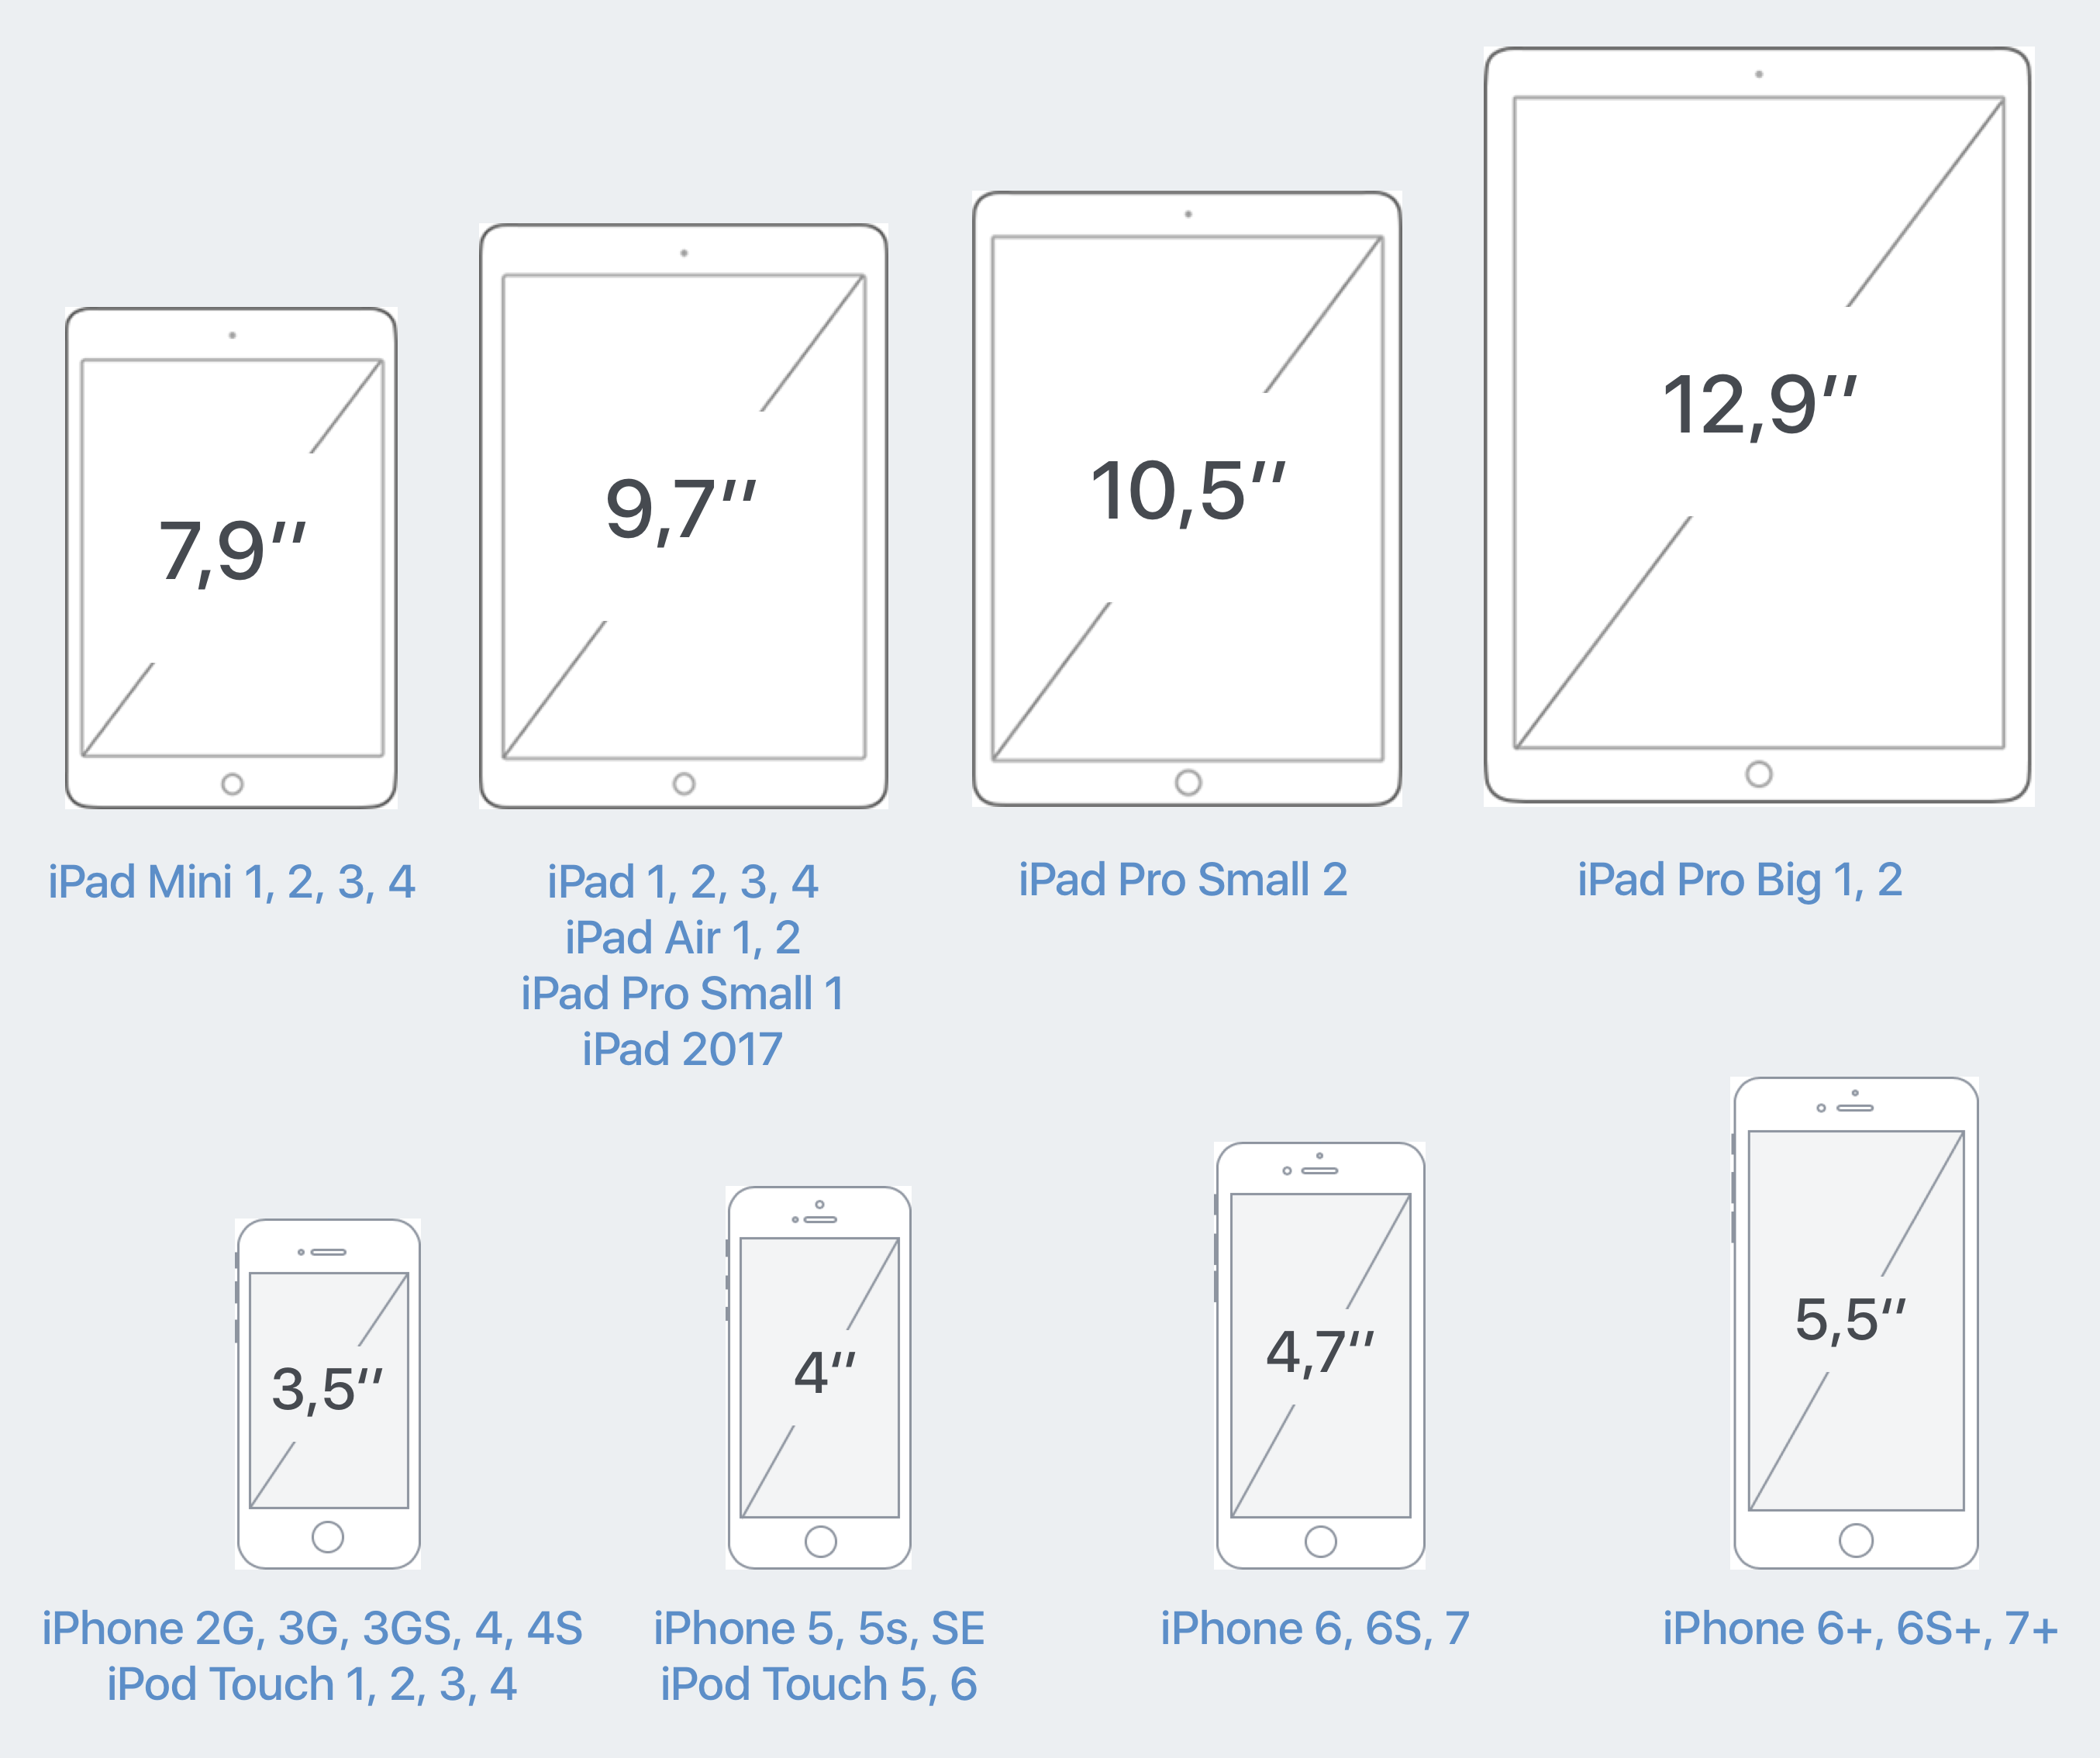 7,9′′
9,7′′
10,5′′
12,9′′
iPad Mini 1, 2, 3, 4
iPad 1, 2, 3, 4
iPad Air 1, 2
iPad Pro Small 1
iPad 2017
iPad Pro Small 2
iPad Pro Big 1, 2
3,5′′
4′′
4,7′′
5,5′′
iPhone 2G, 3G, 3GS, 4, 4S
iPod Touch 1, 2, 3, 4
iPhone 5, 5s, SE
iPod Touch 5, 6
iPhone 6, 6S, 7
iPhone 6+, 6S+, 7+